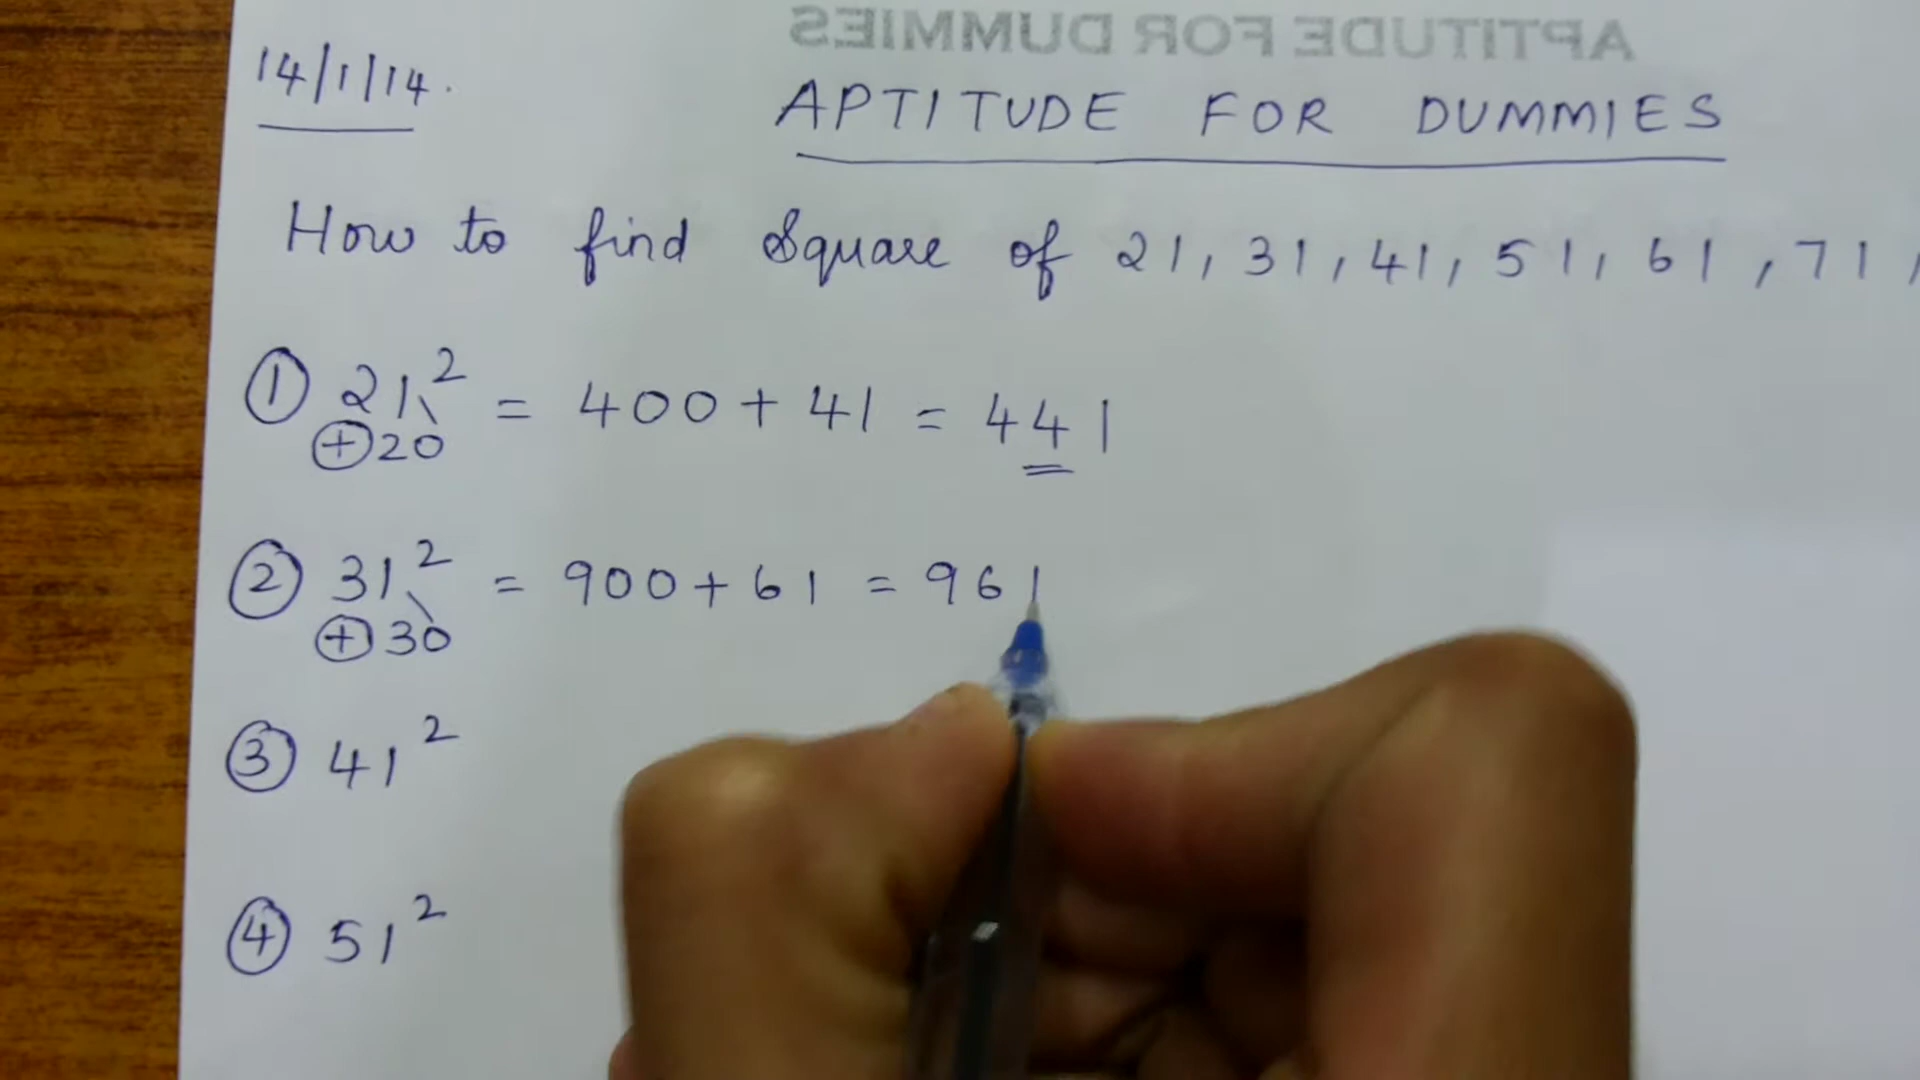 APTITUDE FOR DUMMIES
14/1/14.
APTITUDE FOR DUMMIES
How to find Square of 21, 31, 41, 51, 61, 71,
① 21² = 400 + 41 = 441
⊕20
② 31² = 900 + 61 = 961
⊕30
③ 41²
④ 51²